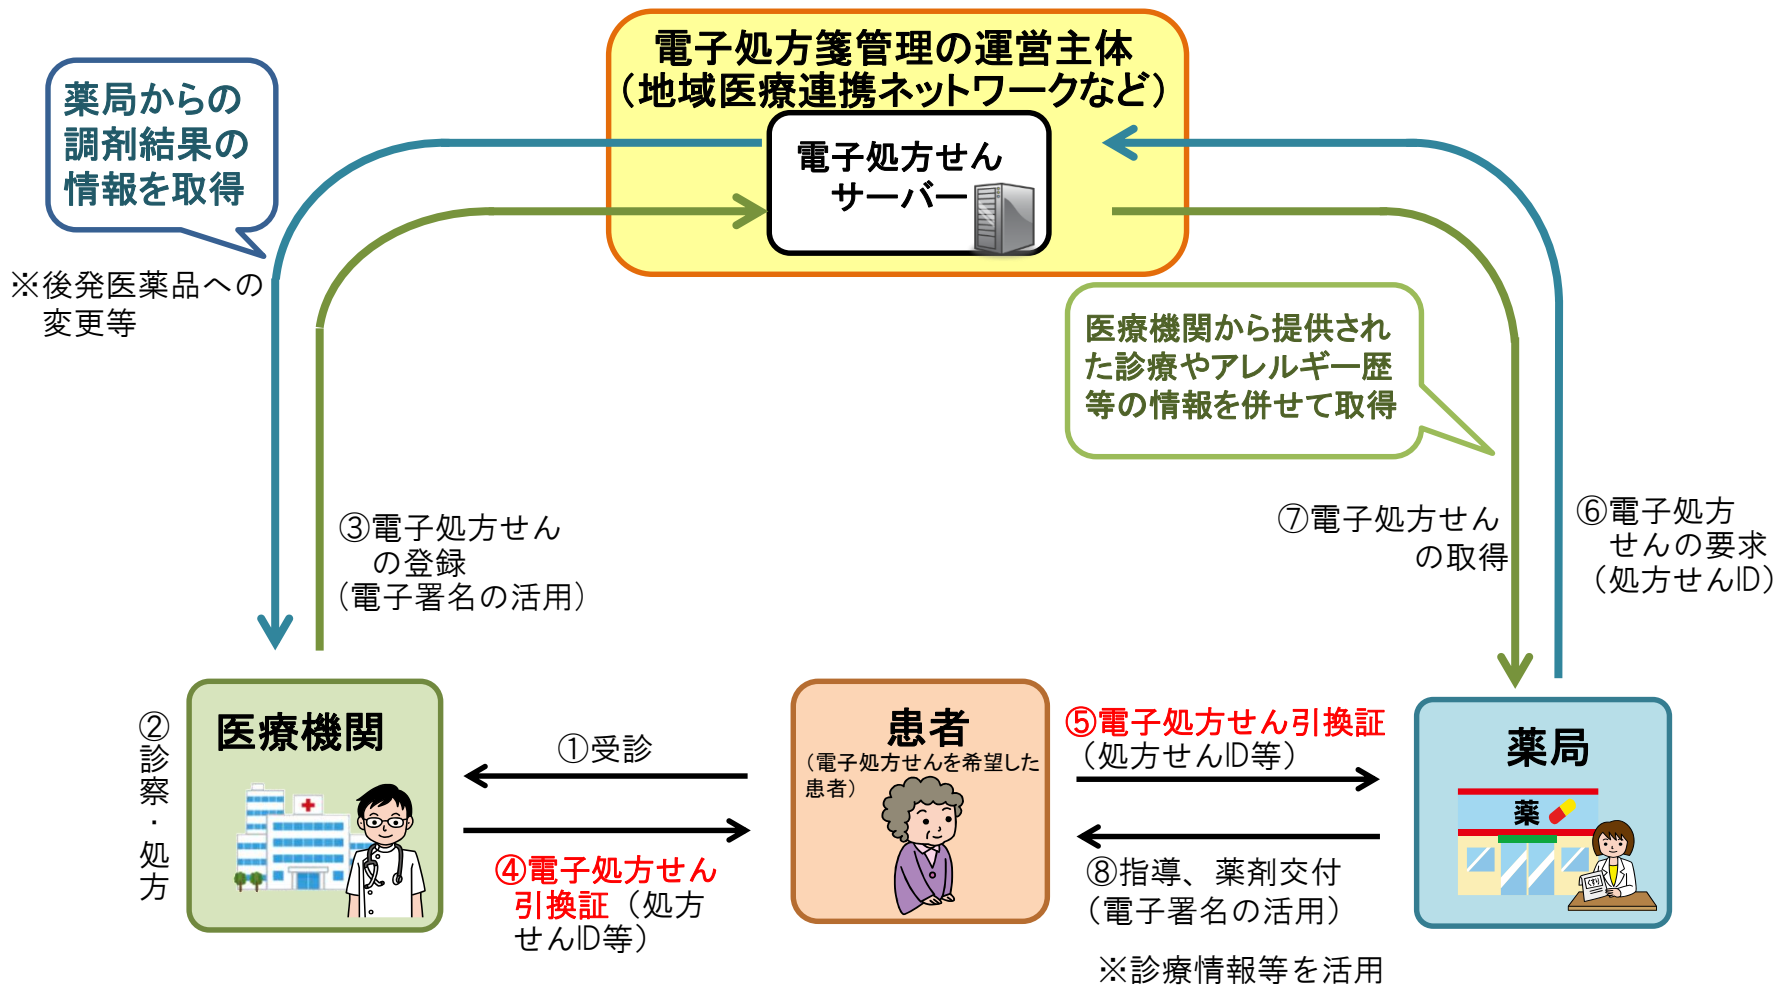 電子処方箋管理の運営主体
（地域医療連携ネットワークなど）
電子処方せん
サーバー
薬局からの
調剤結果の
情報を取得
※後発医薬品への
変更等
医療機関から提供され
た診療やアレルギー歴
等の情報を併せて取得
③電子処方せん
の登録
（電子署名の活用）
⑦電子処方せん
の取得
⑥電子処方
せんの要求
（処方せんID）
②診察・処方
医療機関
①受診
④電子処方せん
引換証（処方
せんID等）
患者
（電子処方せんを希望した
患者）
⑤電子処方せん引換証
（処方せんID等）
⑧指導、薬剤交付
（電子署名の活用）
※診療情報等を活用
薬局
薬